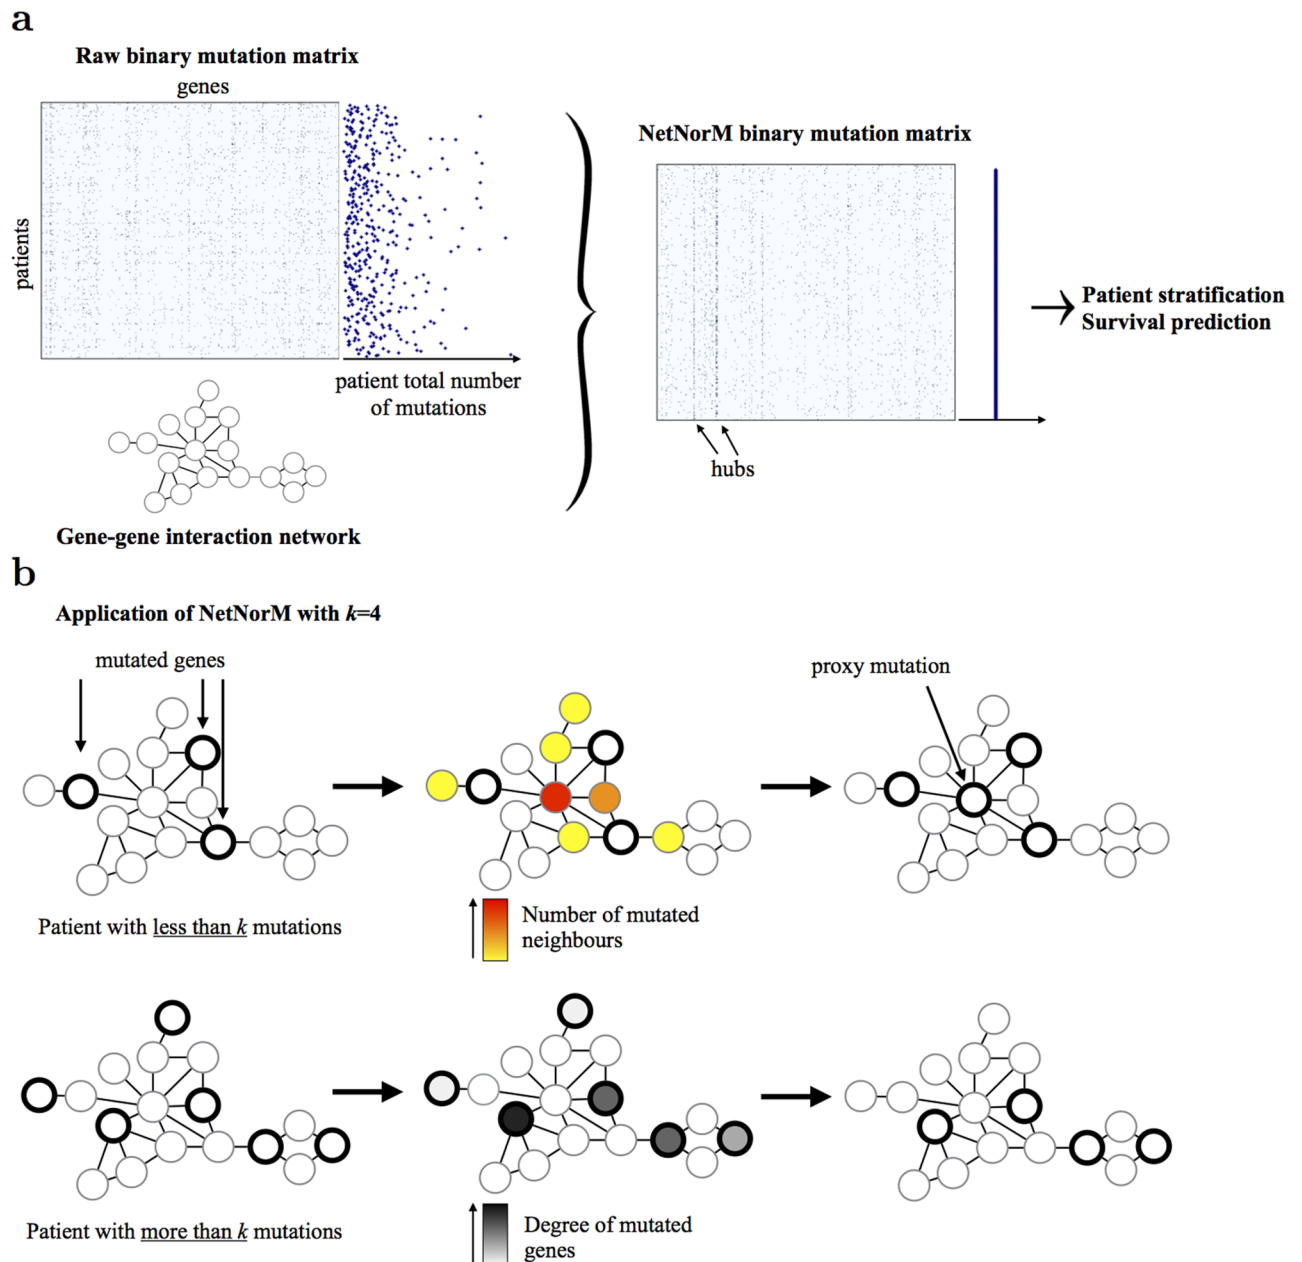 a
Raw binary mutation matrix
genes
patients
patient total number
of mutations
Gene-gene interaction network
NetNorM binary mutation matrix
hubs
Patient stratification
Survival prediction
b
Application of NetNorM with k=4
mutated genes
proxy mutation
Patient with less than k mutations
Number of mutated
neighbours
Patient with more than k mutations
Degree of mutated
genes